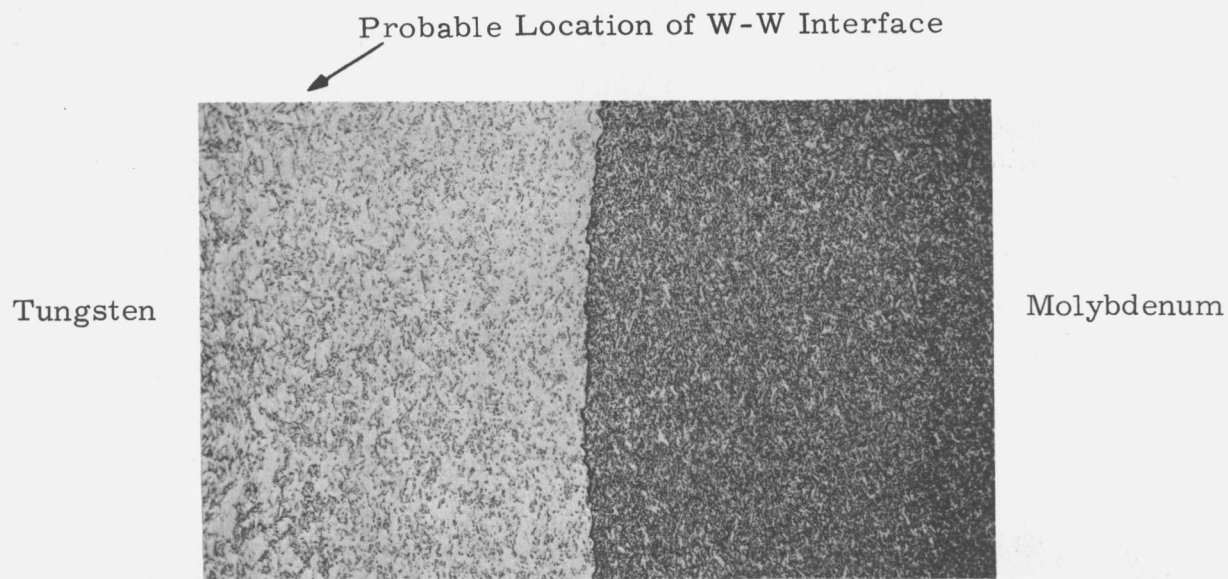 Probable Location of W-W Interface
Tungsten
Molybdenum